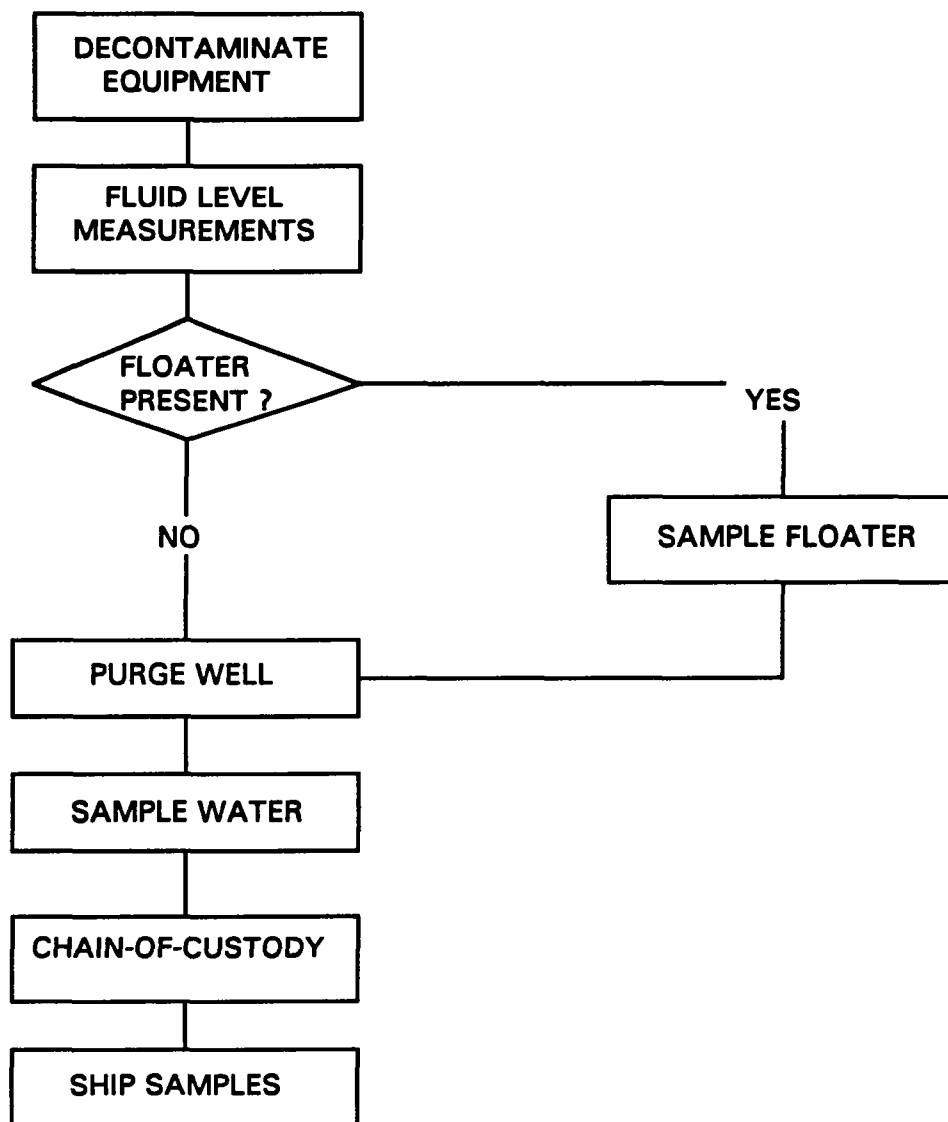 DECONTAMINATE
EQUIPMENT
FLUID LEVEL
MEASUREMENTS
FLOATER
PRESENT ?
YES
NO
SAMPLE FLOATER
PURGE WELL
SAMPLE WATER
CHAIN-OF-CUSTODY
SHIP SAMPLES